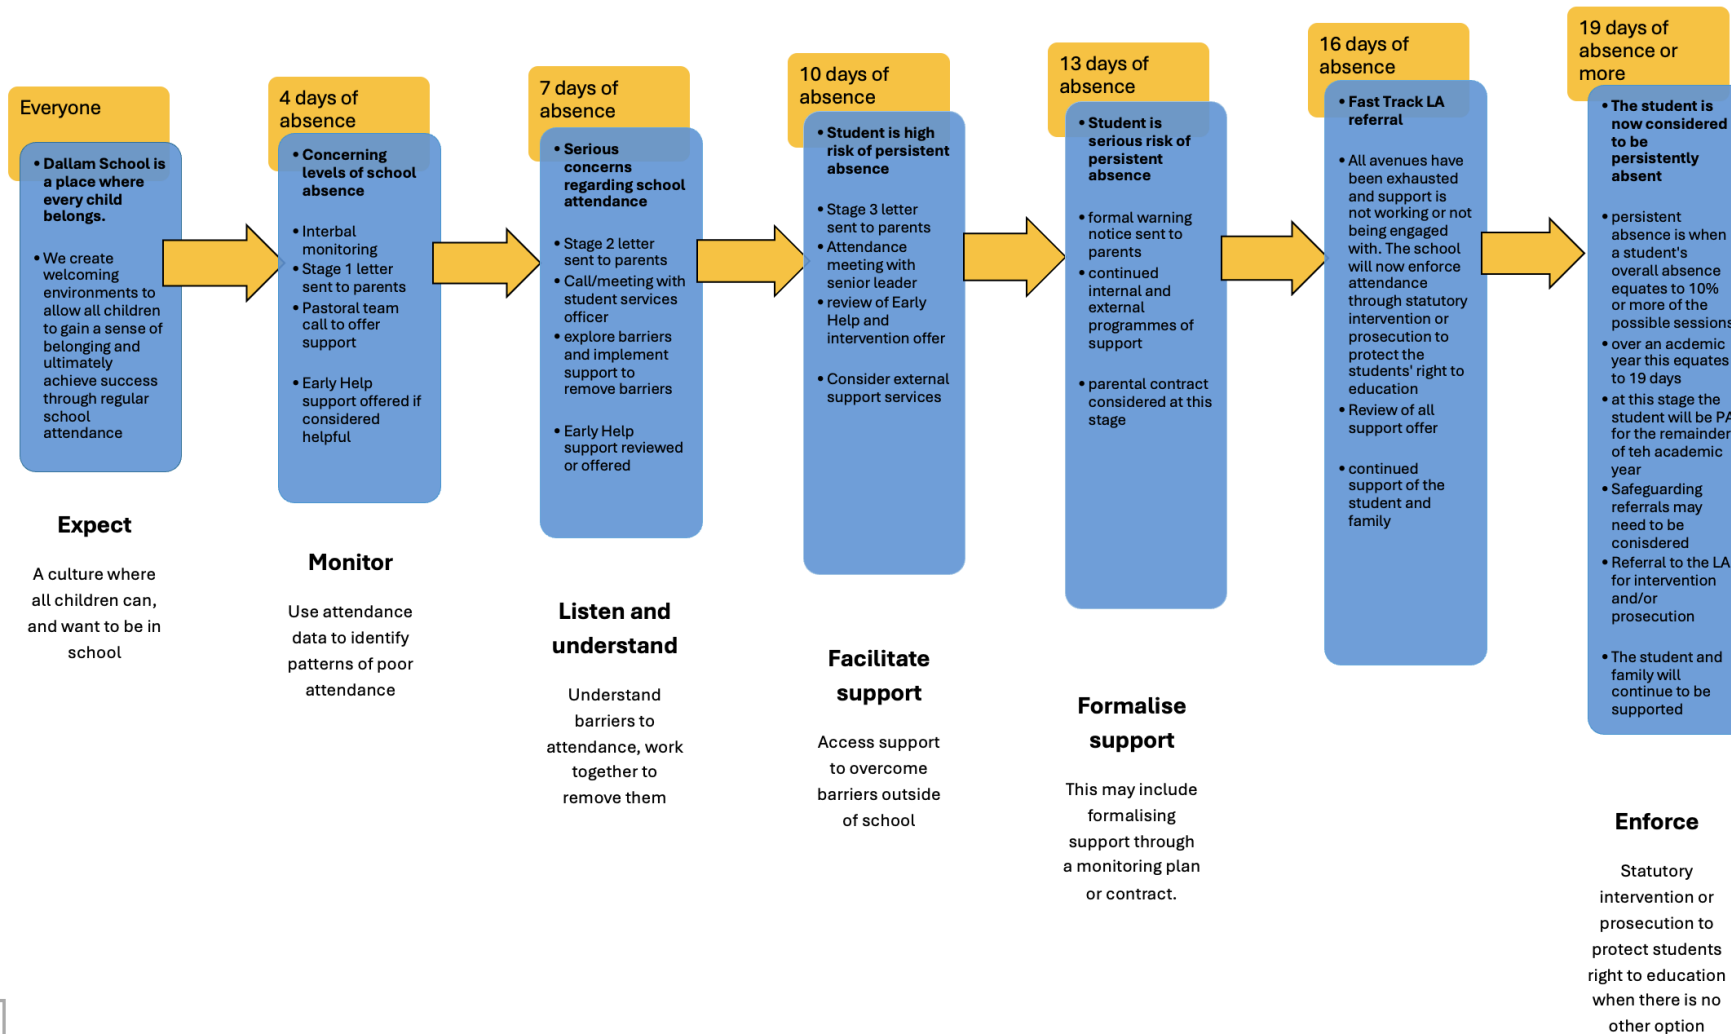 Everyone
• Dallam School is
a place where
every child
belongs.
• We create
welcoming
environments to
allow all children
to gain a sense of
belonging and
ultimately
achieve success
through regular
school
attendance
Expect
A culture where
all children can,
and want to be in
school
4 days of
absence
• Concerning
levels of school
absence
• Interbal
monitoring
• Stage 1 letter
sent to parents
• Pastoral team
call to offer
support
• Early Help
support offered if
considered
helpful
Monitor
Use attendance
data to identify
patterns of poor
attendance
7 days of
absence
• Serious
concerns
regarding school
attendance
• Stage 2 letter
sent to parents
• Call/meeting with
student services
officer
• explore barriers
and implement
support to
remove barriers
• Early Help
support reviewed
or offered
Listen and
understand
Understand
barriers to
attendance, work
together to
remove them
10 days of
absence
• Student is high
risk of persistent
absence
• Stage 3 letter
sent to parents
• Attendance
meeting with
senior leader
• review of Early
Help and
intervention offer
• Consider external
support services
Facilitate
support
Access support
to overcome
barriers outside
of school
13 days of
absence
• Student is
serious risk of
persistent
absence
• formal warning
notice sent to
parents
• continued
internal and
external
programmes of
support
• parental contract
considered at this
stage
Formalise
support
This may include
formalising
support through
a monitoring plan
or contract.
16 days of
absence
• Fast Track LA
referral
• All avenues have
been exhausted
and support is
not working or not
being engaged
with. The school
will now enforce
attendance
through statutory
intervention or
prosecution to
protect the
students' right to
education
• Review of all
support offer
• continued
support of the
student and
family
19 days of
absence or
more
• The student is
now considered
to be
persistently
absent
• persistent
absence is when
a student's
overall absence
equates to 10%
or more of the
possible sessions
• over an acdemic
year this equates
to 19 days
• at this stage the
student will be PA
for the remainder
of teh academic
year
• Safeguarding
referrals may
need to be
conisdered
• Referral to the LA
for intervention
and/or
prosecution
• The student and
family will
continue to be
supported
Enforce
Statutory
intervention or
prosecution to
protect students
right to education
when there is no
other option